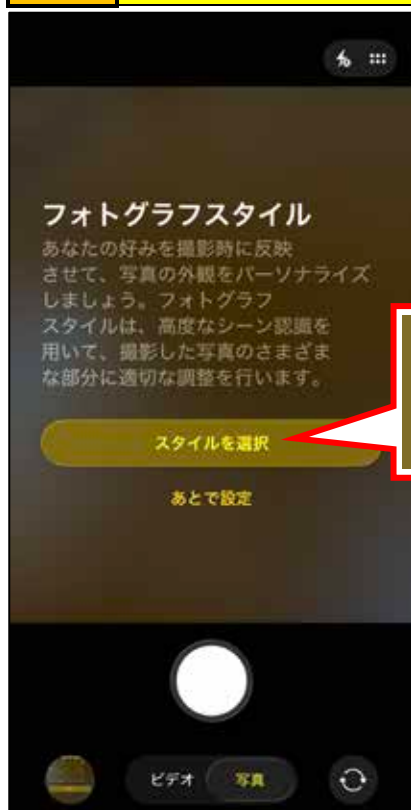 フォトグラフスタイル
あなたの好みを撮影時に反映
させて、写真の外観をパーソナライズ
しましょう。フォトグラフ
スタイルは、高度なシーン認識を
用いて、撮影した写真のさまざま
な部分に適切な調整を行います。
スタイルを選択
あとで設定
ビデオ 写真